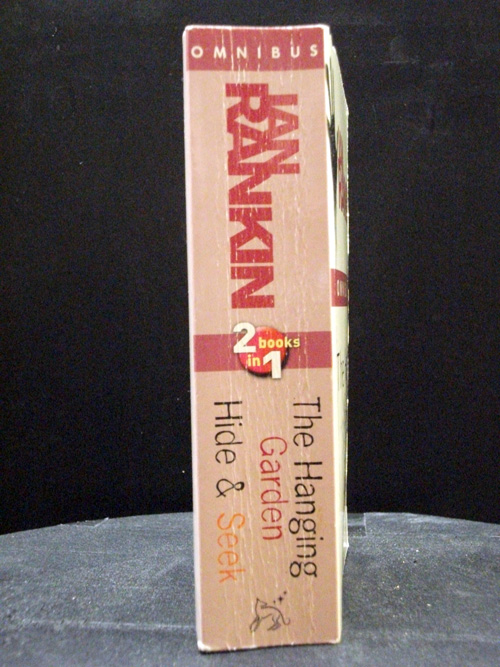 OMNIBUS
IAN
RANKIN
2 books
in 1
The Hanging
Garden
Hide & Seek